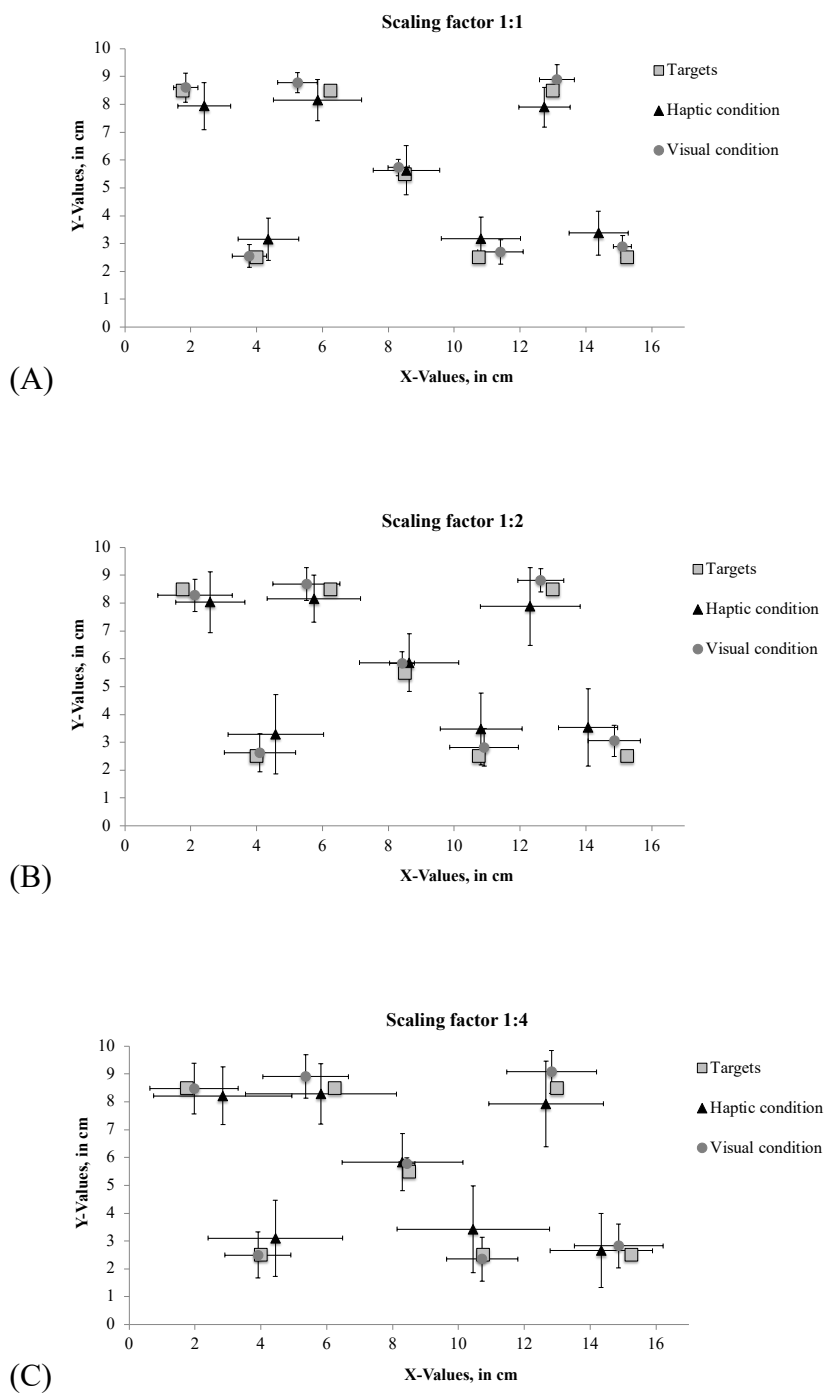 Scaling factor 1:1
10
9
8
7
6
5
4
3
2
1
0
Y-Values, in cm
0 2 4 6 8 10 12 14 16
X-Values, in cm
Targets
Haptic condition
Visual condition
(A)
Scaling factor 1:2
10
9
8
7
6
5
4
3
2
1
0
Y-Values, in cm
0 2 4 6 8 10 12 14 16
X-Values, in cm
Targets
Haptic condition
Visual condition
(B)
Scaling factor 1:4
10
9
8
7
6
5
4
3
2
1
0
Y-Values, in cm
0 2 4 6 8 10 12 14 16
X-Values, in cm
Targets
Haptic condition
Visual condition
(C)